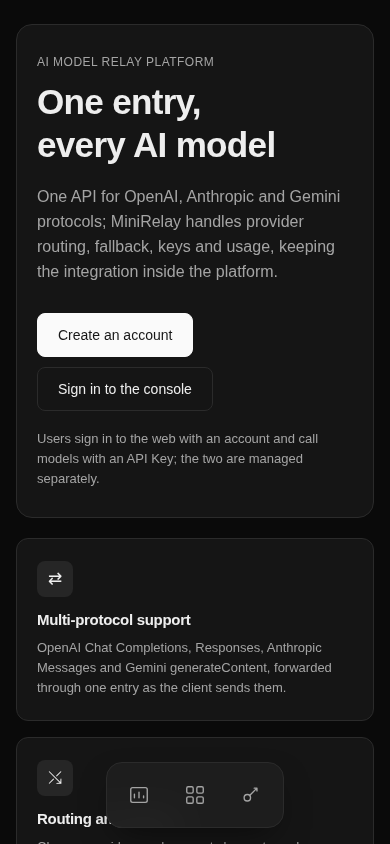 AI MODEL RELAY PLATFORM
One entry,
every AI model
One API for OpenAI, Anthropic and Gemini
protocols; MiniRelay handles provider
routing, fallback, keys and usage, keeping
the integration inside the platform.
Create an account
Sign in to the console
Users sign in to the web with an account and call
models with an API Key; the two are managed
separately.
Multi-protocol support
OpenAI Chat Completions, Responses, Anthropic
Messages and Gemini generateContent, forwarded
through one entry as the client sends them.
Routing